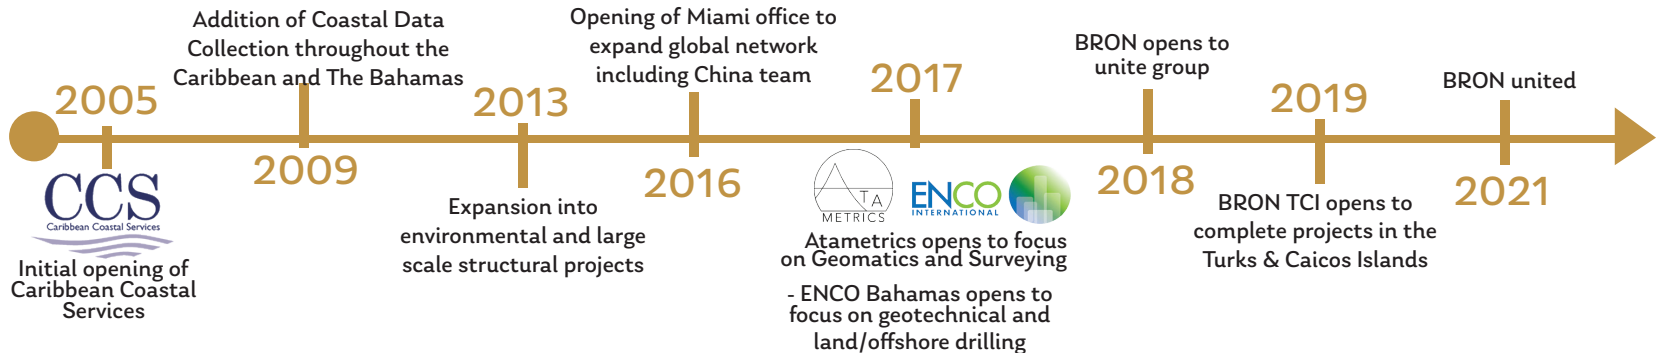 2005
CCS
Caribbean Coastal Services
Initial opening of
Caribbean Coastal
Services
Addition of Coastal Data
Collection throughout the
Caribbean and The Bahamas
2009
2013
Expansion into
environmental and large
scale structural projects
Opening of Miami office to
expand global network
including China team
2016
2017
ATA
METRICS
ENCO
INTERNATIONAL
Atametrics opens to focus
on Geomatics and Surveying
- ENCO Bahamas opens to
focus on geotechnical and
land/offshore drilling
BRON opens to
unite group
2018
2019
BRON TCI opens to
complete projects in the
Turks & Caicos Islands
BRON united
2021